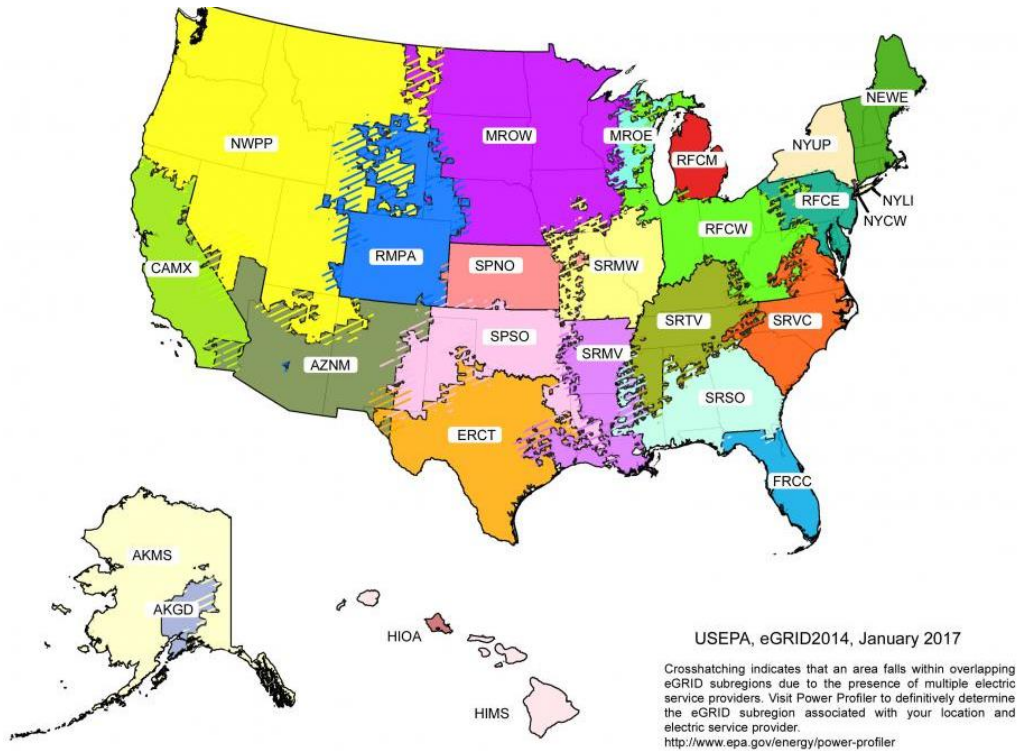 NEWE
MROW
MROE
NWPP
NYUP
RFCM
NYLI
RFCE
NYCW
RFCW
RMPA
SPNO
SRMW
CAMX
SRTV
SRVC
SPSO
SRMV
AZNM
SRSO
ERCT
FRCC
AKMS
AKGD
HIOA
HIMS
USEPA, eGRID2014, January 2017
Crosshatching indicates that an area falls within overlapping
eGRID subregions due to the presence of multiple electric
service providers. Visit Power Profiler to definitively determine
the eGRID subregion associated with your location and
electric service provider.
http://www.epa.gov/energy/power-profiler